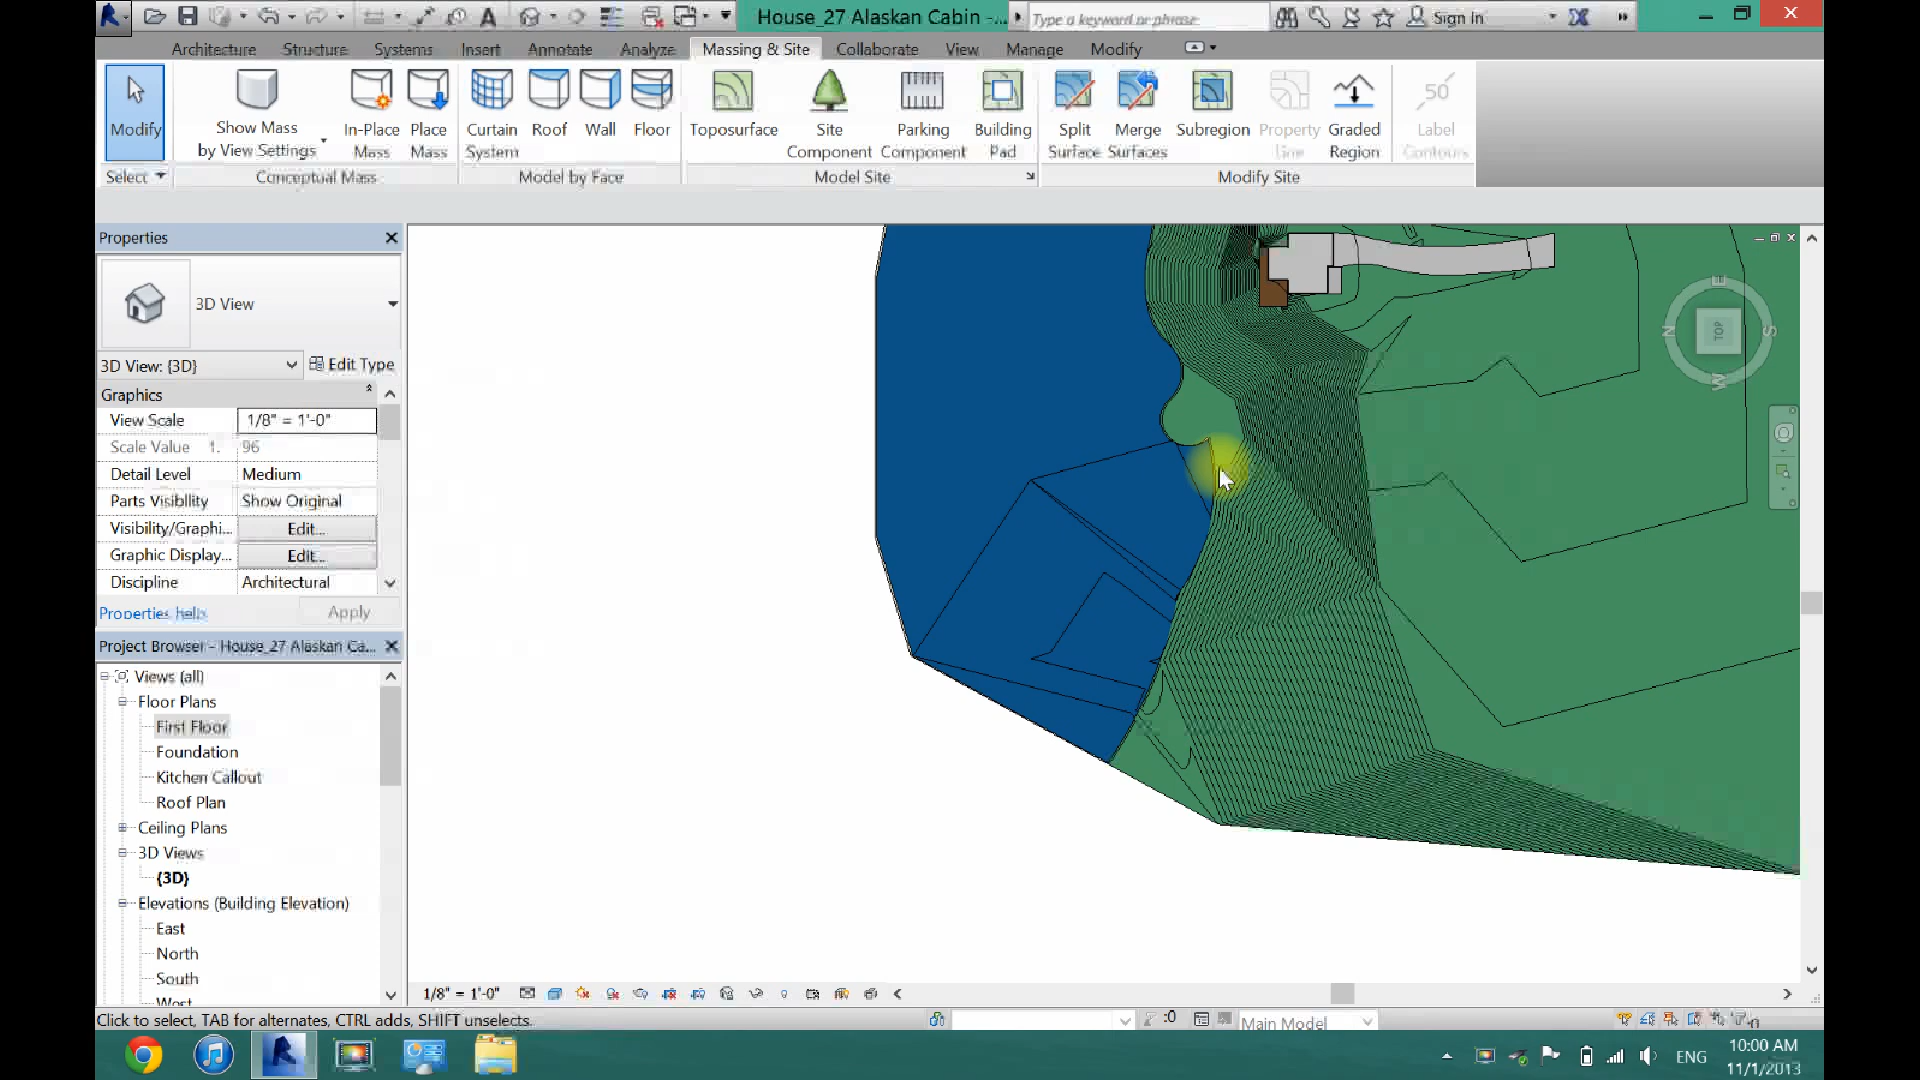 House_27 Alaskan Cabin -...
Type a keyword or phrase
Sign In
Architecture Structure Systems Insert Annotate Analyze Massing & Site Collaborate View Manage Modify
Modify
Show Mass
by View Settings
In-Place
Mass
Place
Mass
Curtain
System
Roof
Wall
Floor
Toposurface
Site
Component
Parking
Component
Building
Pad
Split
Surface
Merge
Surfaces
Subregion
Property
Line
Graded
Region
50
Label
Contours
Select
Conceptual Mass
Model by Face
Model Site
Modify Site
Properties
3D View
3D View: {3D}
Edit Type
Graphics
View Scale 1/8" = 1'-0"
Scale Value 1: 96
Detail Level Medium
Parts Visibility Show Original
Visibility/Graphi... Edit...
Graphic Display... Edit...
Discipline Architectural
Properties help
Apply
Project Browser - House_27 Alaskan Ca...
Views (all)
Floor Plans
First Floor
Foundation
Kitchen Callout
Roof Plan
Ceiling Plans
3D Views
{3D}
Elevations (Building Elevation)
East
North
South
West
E
N
TOP
S
W
1/8" = 1'-0"
Click to select, TAB for alternates, CTRL adds, SHIFT unselects.
:0
Main Model
:0
ENG
10:00 AM
11/1/2013